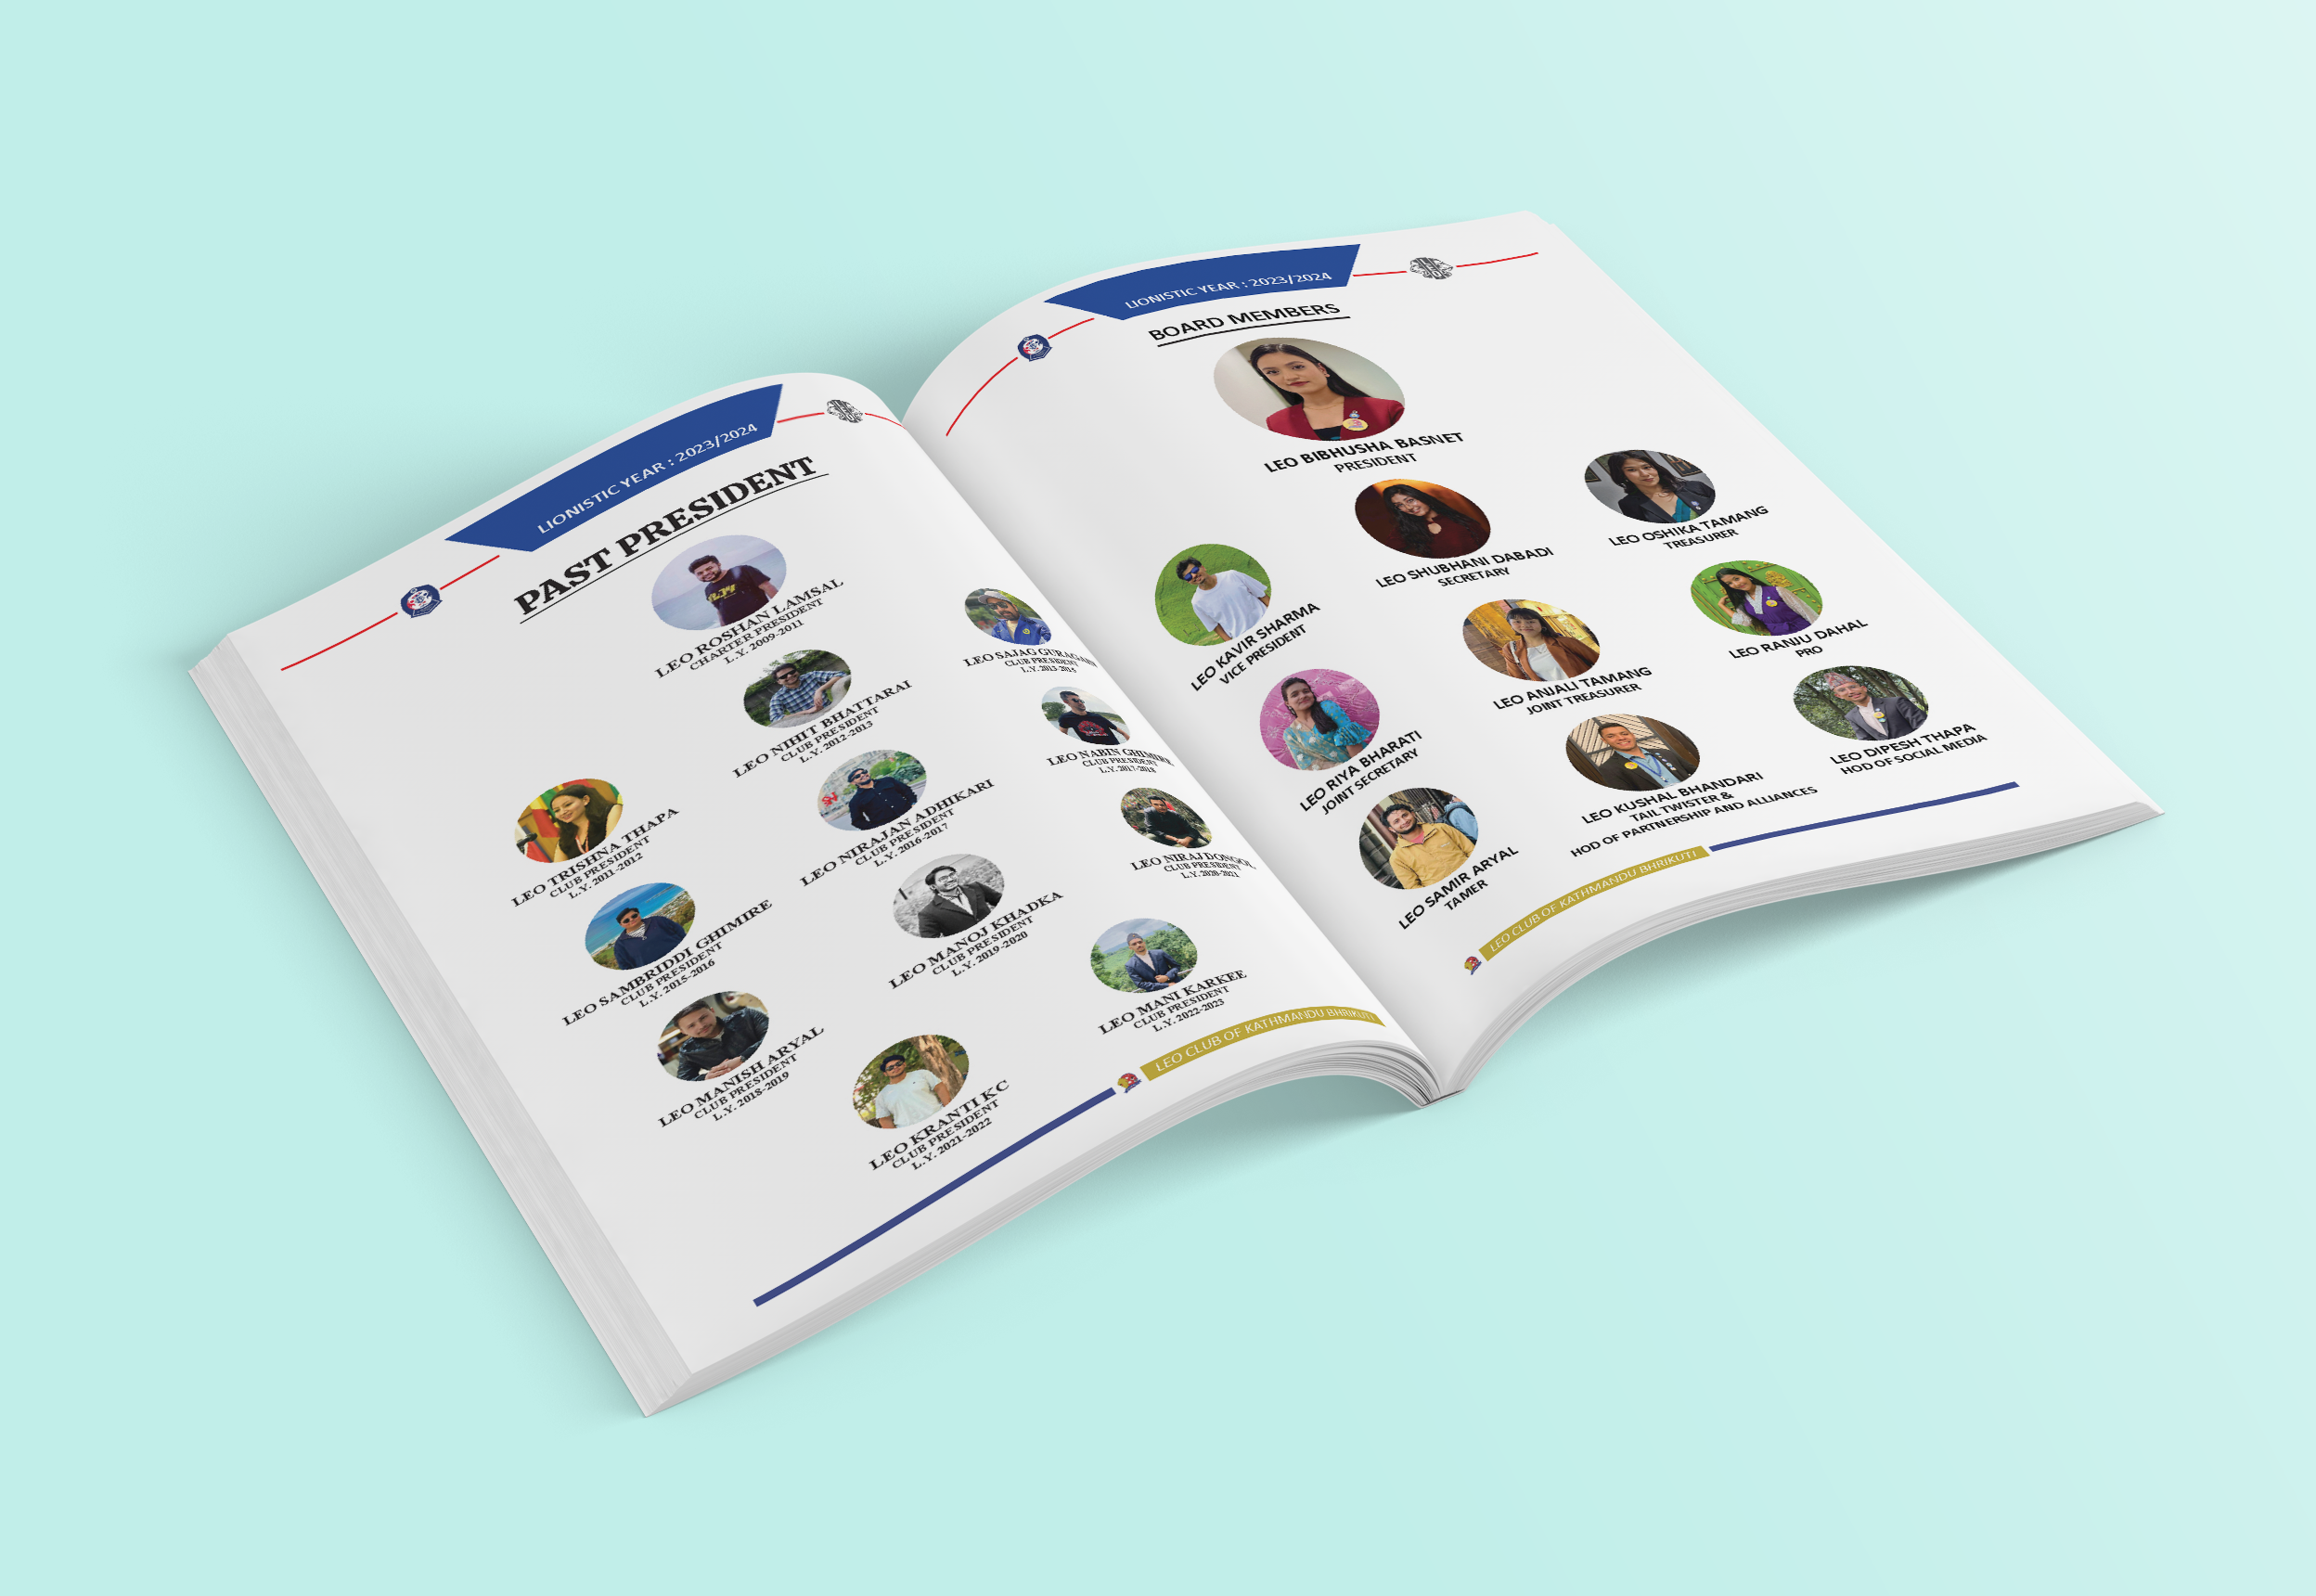 LIONISTIC YEAR : 2023/2024
PAST PRESIDENT
LEO ROSHAN LAMSAL
CHARTER PRESIDENT
L.Y. 2009-2011
LEO TRISHNA THAPA
CLUB PRESIDENT
L.Y. 2011-2012
LEO NIHIT BHATTARAI
CLUB PRESIDENT
L.Y. 2012-2013
LEO SAJAG
CLUB PRESIDENT
L.Y. 2013-2015
LEO SAMBRIDDI GHIMIRE
CLUB PRESIDENT
L.Y. 2015-2016
LEO NIRAJAN ADHIKARI
CLUB PRESIDENT
L.Y. 2016-2017
LEO NABIN GHIMIRE
CLUB PRESIDENT
L.Y. 2017-2018
LEO MANISH ARYAL
CLUB PRESIDENT
L.Y. 2018-2019
LEO MANOJ KHADKA
CLUB PRESIDENT
L.Y. 2019-2020
LEO NIRAJ DONGOL
CLUB PRESIDENT
L.Y. 2020-2021
LEO KRANTI KC
CLUB PRESIDENT
L.Y. 2021-2022
LEO MANI KARKEE
CLUB PRESIDENT
L.Y. 2022-2023
LEO CLUB OF KATHMANDU BHRIKUTI
LIONISTIC YEAR : 2023/2024
BOARD MEMBERS
LEO BIBHUSHA BASNET
PRESIDENT
LEO KAVIR SHARMA
VICE PRESIDENT
LEO SHUBHANI DABADI
SECRETARY
LEO OSHIKA TAMANG
TREASURER
LEO RIYA BHARATI
JOINT SECRETARY
LEO ANJALI TAMANG
JOINT TREASURER
LEO RANJU DAHAL
PRO
LEO SAMIR ARYAL
TAMER
LEO KUSHAL BHANDARI
TAIL TWISTER &
HOD OF PARTNERSHIP AND ALLIANCES
LEO DIPESH THAPA
HOD OF SOCIAL MEDIA
LEO CLUB OF KATHMANDU BHRIKUTI